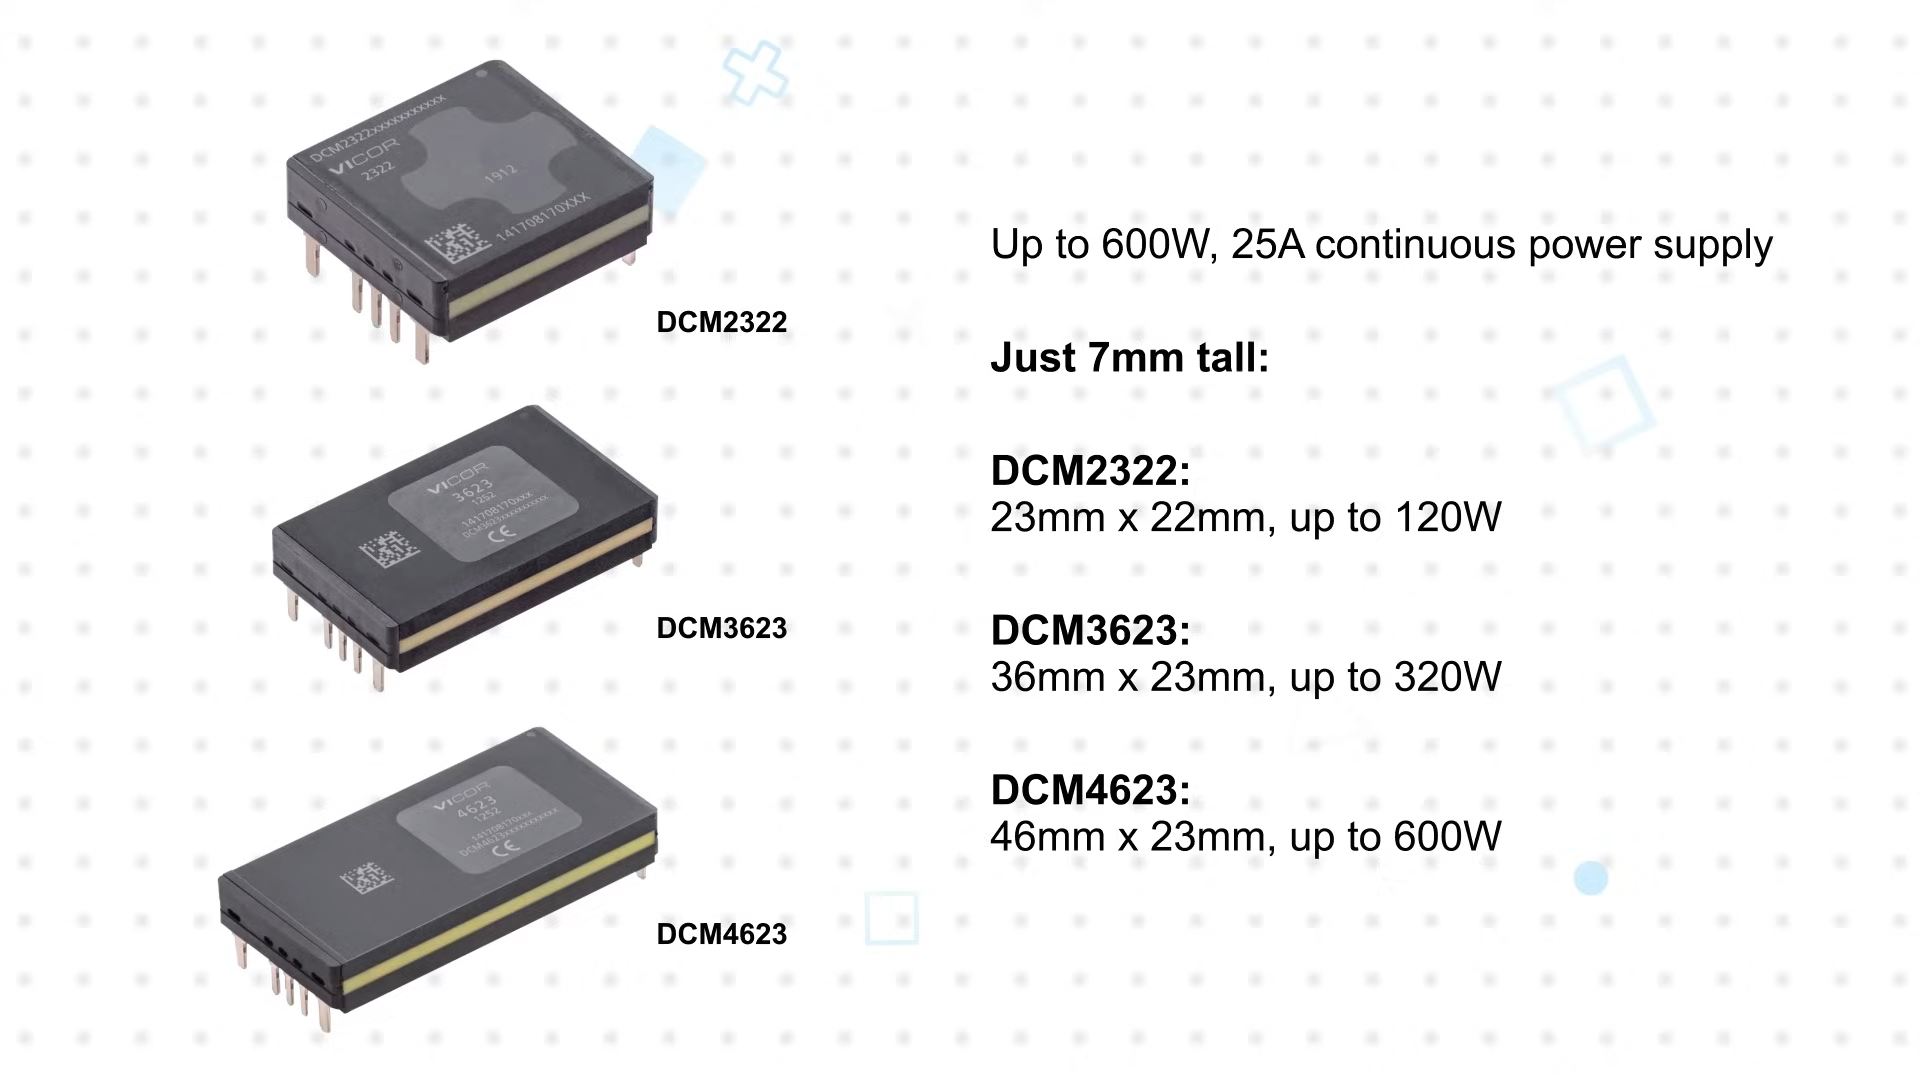 DCM2322xxxxxxxxxxx
VICOR
2322
1912
141708170XXX
DCM2322
VICOR
3623
1252
141708170xxx
DCM3623xxxxxxxxxxx
CE
DCM3623
VICOR
4623
1252
141708170xxx
DCM4623xxxxxxxxxxx
CE
DCM4623
Up to 600W, 25A continuous power supply
Just 7mm tall:
DCM2322:
23mm x 22mm, up to 120W
DCM3623:
36mm x 23mm, up to 320W
DCM4623:
46mm x 23mm, up to 600W